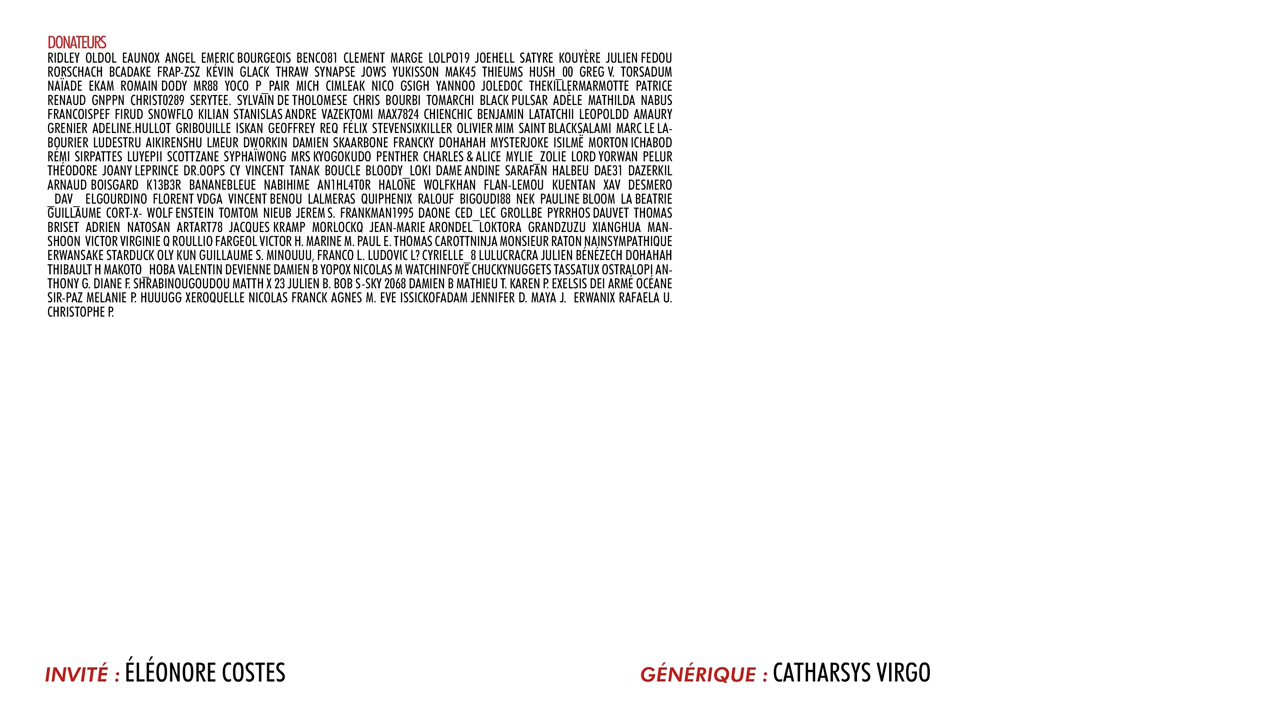 DONATEURS
RIDLEY OLDOL EAUNOX ANGEL EMERIC BOURGEOIS BENCO81 CLEMENT MARGE LOLPO19 JOEHELL SATYRE KOUYÈRE JULIEN FEDOU
RORSCHACH BCADAKE FRAP-ZSZ KÉVIN GLACK THRAW SYNAPSE JOWS YUKISSON MAK45 THIEUMS HUSH_00 GREG V. TORSADUM
NAÏADE EKAM ROMAIN DODY MR88 YOCO P_PAIR MICH CIMLEAK NICO GSIGH YANNOO JOLEDOC THEKILLERMARMOTTE PATRICE
RENAUD GNPPN CHRIST0289 SERYTEE. SYLVAIN DE THOLOMESE CHRIS BOURBI TOMARCHI BLACK PULSAR ADÈLE MATHILDA NABUS
FRANCOISPEF FIRUD SNOWFLO KILIAN STANISLAS ANDRE VAZEKTOMI MAX7824 CHIENCHIC BENJAMIN LATATCHII LEOPOLDD AMAURY
GRENIER ADELINE.HULLOT GRIBOUILLE ISKAN GEOFFREY REQ FÉLIX STEVENSIXKILLER OLIVIER MIM SAINT BLACKSALAMI MARC LE LA-
BOURIER LUDESTRU AIKIRENSHU LMEUR DWORKIN DAMIEN SKAARBONE FRANCKY DOHAHAH MYSTERJOKE ISILMË MORTON ICHABOD
RÉMI SIRPATTES LUYEPII SCOTTZANE SYPHAÏWONG MRS KYOGOKUDO PENTHER CHARLES & ALICE MYLIE_ZOLIE LORD YORWAN PELUR
THÉODORE JOANY LEPRINCE DR.OOPS CY VINCENT TANAK BOUCLE BLOODY_LOKI DAME ANDINE SARAFAN HALBEU DAE31 DAZERKIL
ARNAUD BOISGARD K13B3R BANANEBLEUE NABIHIME AN1HL4T0R HALONE WOLFKHAN FLAN-LEMOU KUENTAN XAV DESMERO
_DAV_ ELGOURDINO FLORENT VDGA VINCENT BENOU LALMERAS QUIPHENIX RALOUF BIGOUDI88 NEK PAULINE BLOOM LA BEATRIE
GUILLAUME CORT-X- WOLF ENSTEIN TOMTOM NIEUB JEREM S. FRANKMAN1995 DAONE CED_LEC GROLLBE PYRRHOS DAUVET THOMAS
BRISET ADRIEN NATOSAN ARTART78 JACQUES KRAMP MORLOCKQ JEAN-MARIE ARONDEL LOKTORA GRANDZUZU XIANGHUA MAN-
SHOON VICTOR VIRGINIE Q ROULLIO FARGEOL VICTOR H. MARINE M. PAUL E. THOMAS CAROTTNINJA MONSIEUR RATON NAINSYMPATHIQUE
ERWANSAKE STARDUCK OLY KUN GUILLAUME S. MINOUUU, FRANCO L. LUDOVIC L? CYRIELLE_8 LULUCRACRA JULIEN BÉNÉZECH DOHAHAH
THIBAULT H MAKOTO_HOBA VALENTIN DEVIENNE DAMIEN B YOPOX NICOLAS M WATCHINFOYE CHUCKYNUGGETS TASSATUX OSTRALOPI AN-
THONY G. DIANE F. SHRABINOUGOUDOU MATTH X 23 JULIEN B. BOB S-SKY 2068 DAMIEN B MATHIEU T. KAREN P. EXELSIS DEI ARMÉ OCÉANE
SIR-PAZ MELANIE P. HUUUGG XEROQUELLE NICOLAS FRANCK AGNES M. EVE ISSICKOFADAM JENNIFER D. MAYA J. ERWANIX RAFAELA U.
CHRISTOPHE P.
INVITÉ : ÉLÉONORE COSTES
GÉNÉRIQUE : CATHARSYS VIRGO